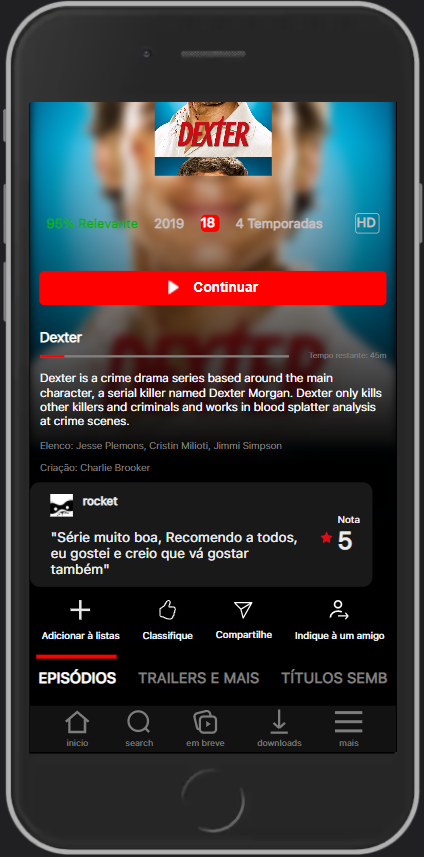 DEXTER
95% Relevante 2019 18 4 Temporadas HD
Continuar
Dexter
Tempo restante: 45m
Dexter is a crime drama series based around the main
character, a serial killer named Dexter Morgan. Dexter only kills
other killers and criminals and works in blood splatter analysis
at crime scenes.
Elenco: Jesse Plemons, Cristin Milioti, Jimmi Simpson
Criação: Charlie Brooker
rocket
"Série muito boa, Recomendo a todos,
eu gostei e creio que vá gostar
também"
Nota
5
Adicionar à listas Classifique Compartilhe Indique à um amigo
EPISÓDIOS TRAILERS E MAIS TÍTULOS SEMB
inicio search em breve downloads mais